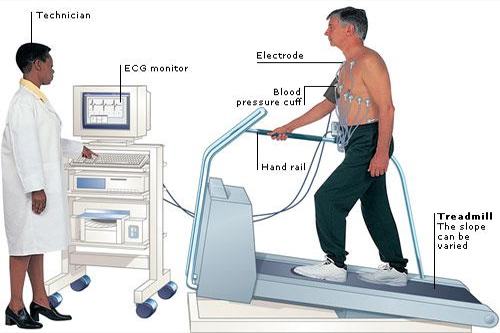 Technician
ECG monitor
Electrode
Blood
pressure cuff
Hand rail
Treadmill
The slope
can be
varied